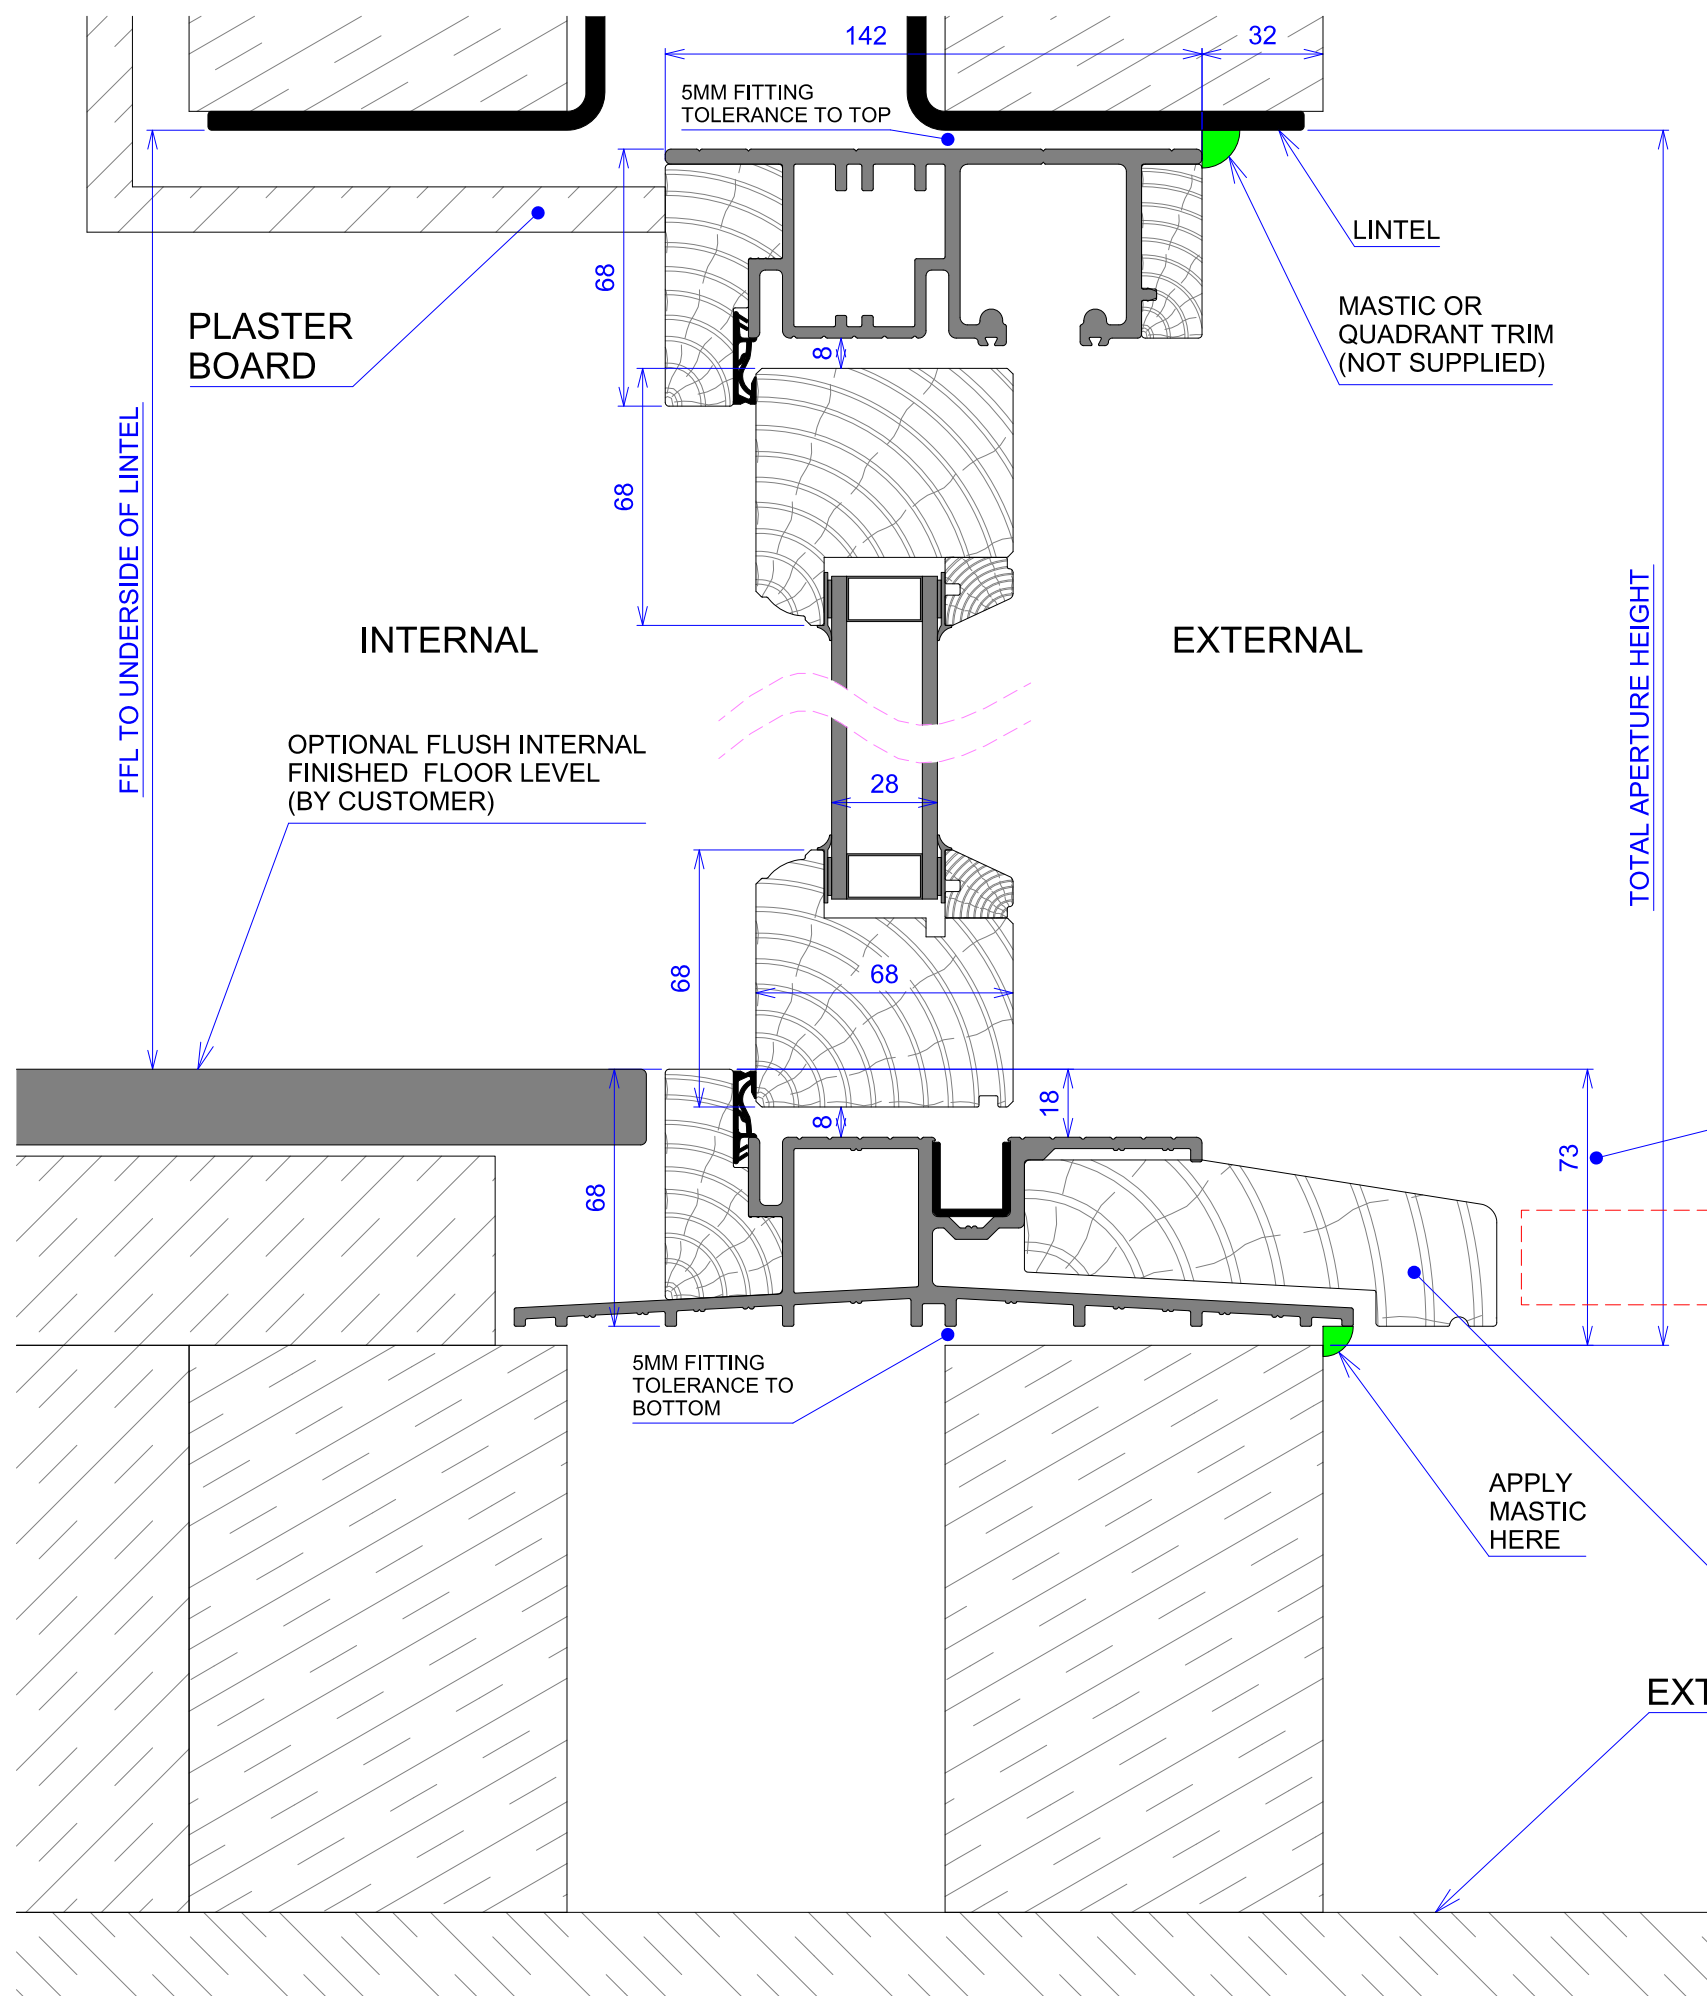 142
32
5MM FITTING
TOLERANCE TO TOP
LINTEL
68
MASTIC OR
QUADRANT TRIM
(NOT SUPPLIED)
PLASTER
BOARD
8
68
FFL TO UNDERSIDE OF LINTEL
INTERNAL
EXTERNAL
TOTAL APERTURE HEIGHT
OPTIONAL FLUSH INTERNAL
FINISHED FLOOR LEVEL
(BY CUSTOMER)
28
68
68
18
8
73
68
5MM FITTING
TOLERANCE TO
BOTTOM
APPLY
MASTIC
HERE
EXT